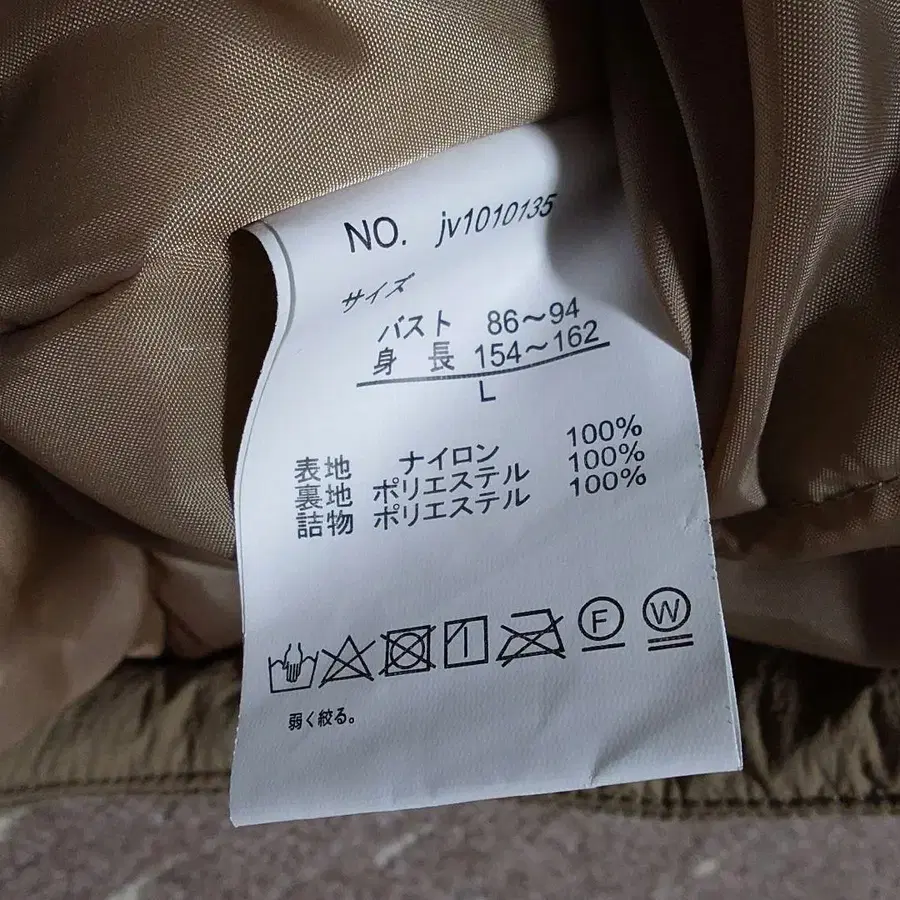 NO. jv1010135
サイズ
バスト 86～94
身長 154～162
L
表地 ナイロン 100%
裏地 ポリエステル 100%
詰物 ポリエステル 100%
F W
弱く絞る。